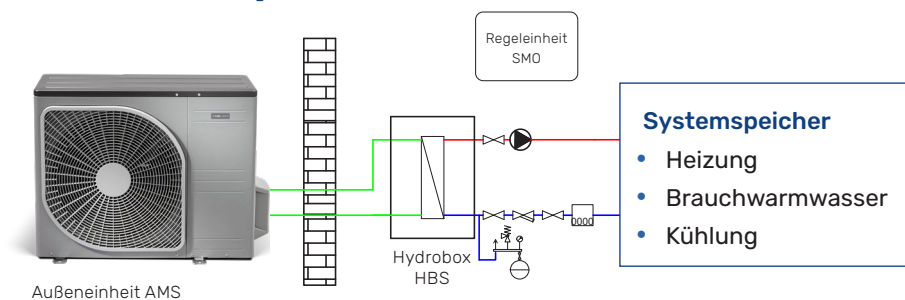 Regeleinheit
SMO
Systemspeicher
• Heizung
• Brauchwarmwasser
• Kühlung
Hydrobox
HBS
Außeneinheit AMS